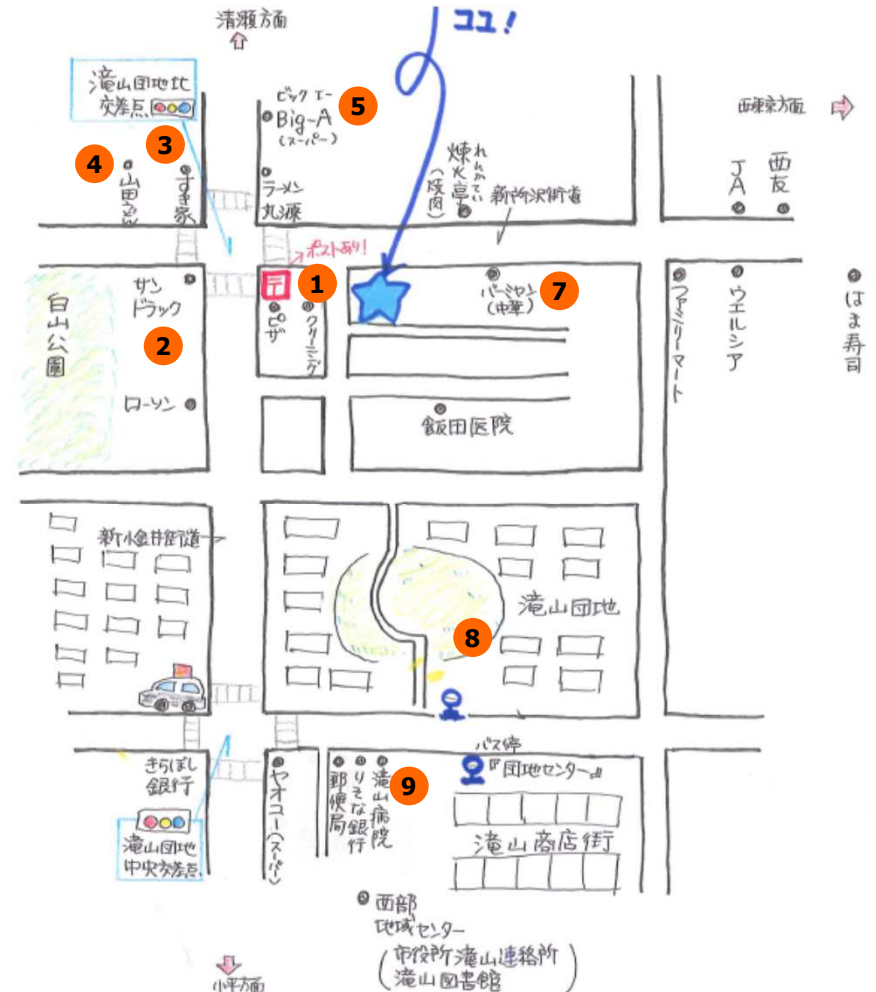 清瀬方面
ココ!
滝山団地北
交差点
ビックエー
Big-A
(スーパー)
5
3
4
山田うどん
すき家
ラーメン
丸源
れんがてい
煉火亭
(焼肉)
新所沢街道
西東京方面
JA
西友
ポストあり!
〒
1
ピザ
クリーニング
サン
ドラッグ
2
白山公園
ローソン
バーミヤン
(中華)
7
ファミリーマート
ウエルシア
はま寿司
飯田医院
新小金井街道
滝山団地
8
きらぼし
銀行
滝山団地
中央交差点
ヤオコー(スーパー)
郵便局
りそな銀行
滝山病院
9
バス停
『団地センター』
滝山商店街
西部
地域センター
(市役所滝山連絡所
滝山図書館)
小平方面